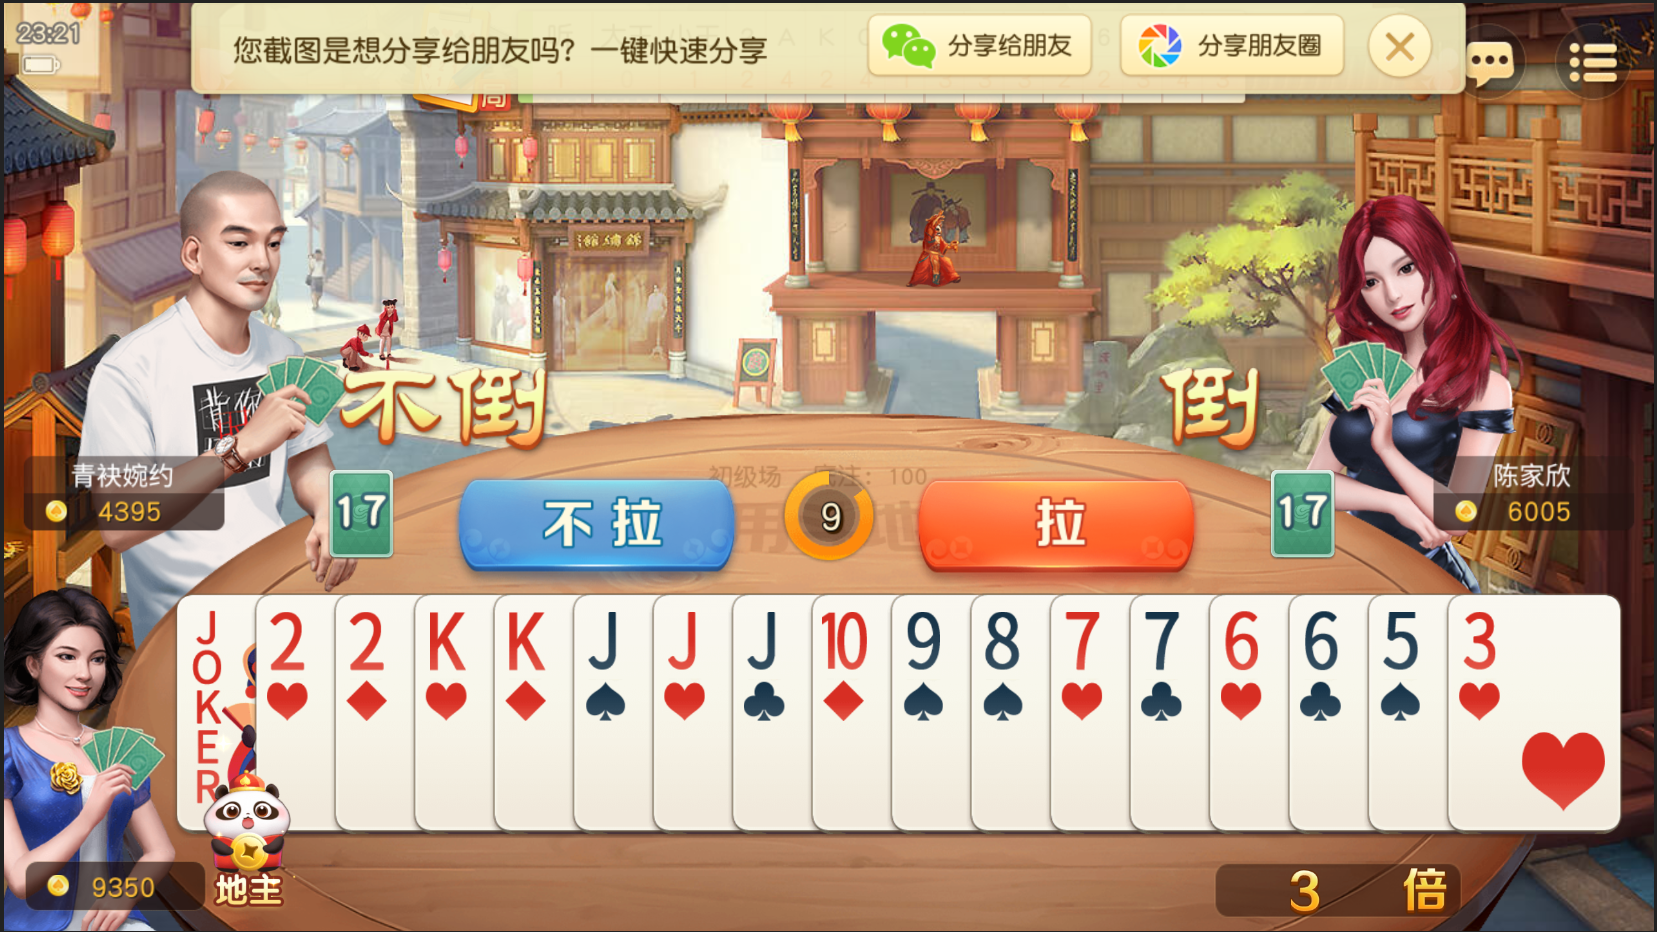 23:21
您截图是想分享给朋友吗？一键快速分享
分享给朋友
分享朋友圈
不倒
倒
青袂婉约
4395
17
初级场 底注：100
不拉
9
拉
17
陈家欣
6005
JOKER
2
2
K
K
J
J
J
10
9
8
7
7
6
6
5
3
9350
地主
3 倍